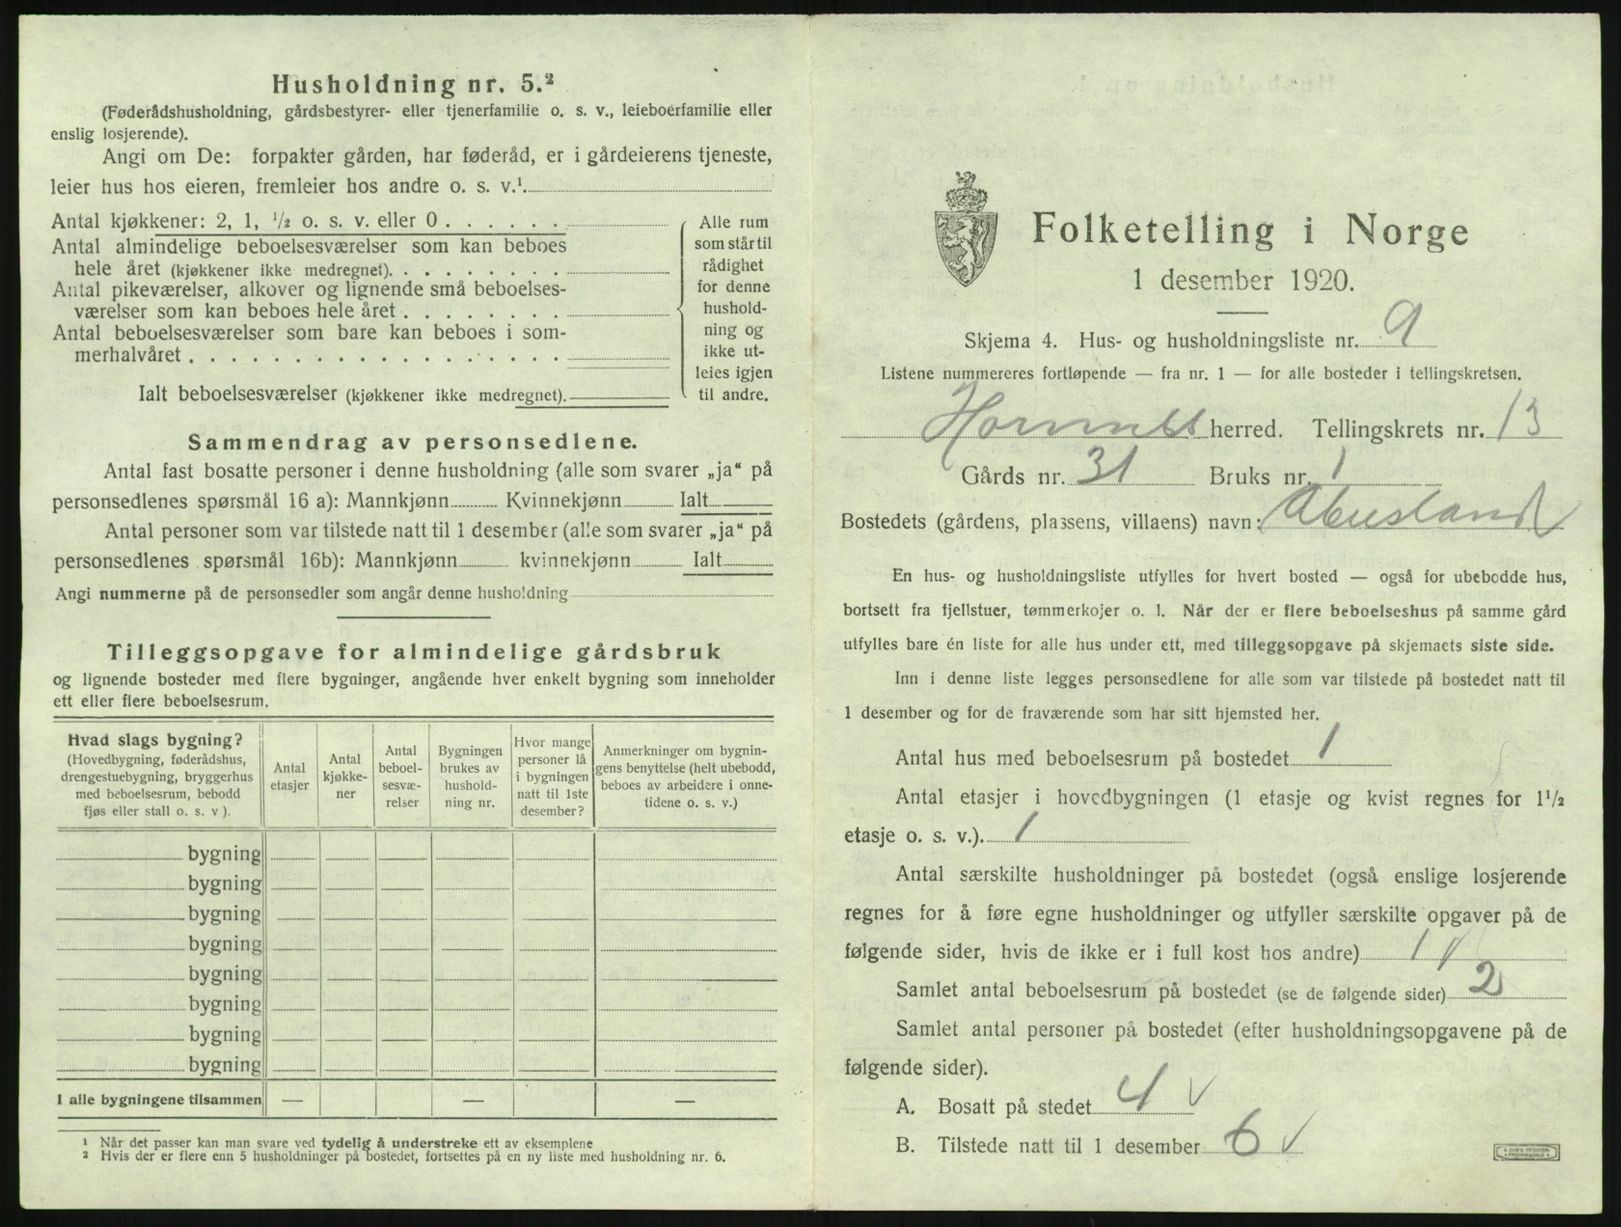 Husholdning nr. 5.²
(Føderådshusholdning, gårdsbestyrer- eller tjenerfamilie o. s. v., leieboerfamilie eller
enslig losjerende).
Angi om De: forpakter gården, har føderåd, er i gårdeierens tjeneste,
leier hus hos eieren, fremleier hos andre o. s. v.¹
Antal kjøkkener: 2, 1, ½ o. s. v. eller 0 . . . . . .
Antal almindelige beboelsesværelser som kan beboes
hele året (kjøkkener ikke medregnet). . . . . . . . .
Antal pikeværelser, alkover og lignende små beboelses-
værelser som kan beboes hele året . . . . . . . .
Antal beboelsesværelser som bare kan beboes i som-
merhalvåret . . . . . . . . . . . . . . . . . .
Ialt beboelsesværelser (kjøkkener ikke medregnet).
Alle rum
som står til
rådighet
for denne
hushold-
ning og
ikke ut-
leies igjen
til andre.
Sammendrag av personsedlene.
Antal fast bosatte personer i denne husholdning (alle som svarer „ja“ på
personsedlenes spørsmål 16 a): Mannkjønn Kvinnekjønn Ialt
Antal personer som var tilstede natt til 1 desember (alle som svarer „ja“ på
personsedlenes spørsmål 16b): Mannkjønn kvinnekjønn Ialt
Angi nummerne på de personsedler som angår denne husholdning
Tilleggsopgave for almindelige gårdsbruk
og lignende bosteder med flere bygninger, angående hver enkelt bygning som inneholder
ett eller flere beboelsesrum.
Hvad slags bygning?
(Hovedbygning, føderådshus,
drengestuebygning, bryggerhus
med beboelsesrum, bebodd
fjøs eller stall o. s. v ).
Antal
etasjer
Antal
kjøkke-
ner
Antal
beboel-
sesvæ-
relser
Bygningen
brukes av
hushold-
ning nr.
Hvor mange
personer lå
i bygningen
natt til 1ste
desember?
Anmerkninger om bygnin-
gens benyttelse (helt ubebodd,
beboes av arbeidere i onne-
tidene o. s. v.)
bygning
bygning
bygning
bygning
bygning
bygning
bygning
bygning
I alle bygningene tilsammen — — —
¹ Når det passer kan man svare ved tydelig å understreke ett av eksemplene
² Hvis der er flere enn 5 husholdninger på bostedet, fortsettes på en ny liste med husholdning nr. 6.
Folketelling i Norge
1 desember 1920.
Skjema 4. Hus- og husholdningsliste nr. 9
Listene nummereres fortløpende — fra nr. 1 — for alle bosteder i tellingskretsen.
herred. Tellingskrets nr. 13
Gårds nr. 31 Bruks nr. 1
Bostedets (gårdens, plassens, villaens) navn: Abusland
En hus- og husholdningsliste utfylles for hvert bosted — også for ubebodde hus,
bortsett fra fjellstuer, tømmerkojer o. l. Når der er flere beboelseshus på samme gård
utfylles bare én liste for alle hus under ett, med tilleggsopgave på skjemaets siste side.
Inn i denne liste legges personsedlene for alle som var tilstede på bostedet natt til
1 desember og for de fraværende som har sitt hjemsted her.
Antal hus med beboelsesrum på bostedet 1
Antal etasjer i hovedbygningen (1 etasje og kvist regnes for 1½
etasje o. s. v.). 1
Antal særskilte husholdninger på bostedet (også enslige losjerende
regnes for å føre egne husholdninger og utfyller særskilte opgaver på de
følgende sider, hvis de ikke er i full kost hos andre) 1 ✓
Samlet antal beboelsesrum på bostedet (se de følgende sider) 2
Samlet antal personer på bostedet (efter husholdningsopgavene på de
følgende sider).
A. Bosatt på stedet 4 ✓
B. Tilstede natt til 1 desember 6 ✓